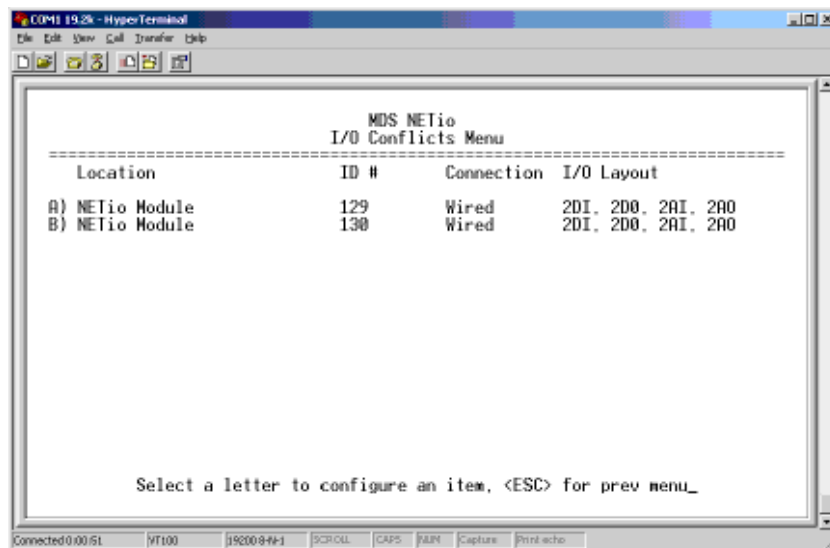 COM1 19.2k - HyperTerminal
File Edit View Call Transfer Help
MDS NETio
I/O Conflicts Menu
================================================================================
Location ID # Connection I/O Layout
A) NETio Module 129 Wired 2DI, 2DO, 2AI, 2AO
B) NETio Module 130 Wired 2DI, 2DO, 2AI, 2AO
Select a letter to configure an item, <ESC> for prev menu_
Connected 0:00:51 VT100 19200 8-N-1 SCROLL CAPS NUM Capture Print echo